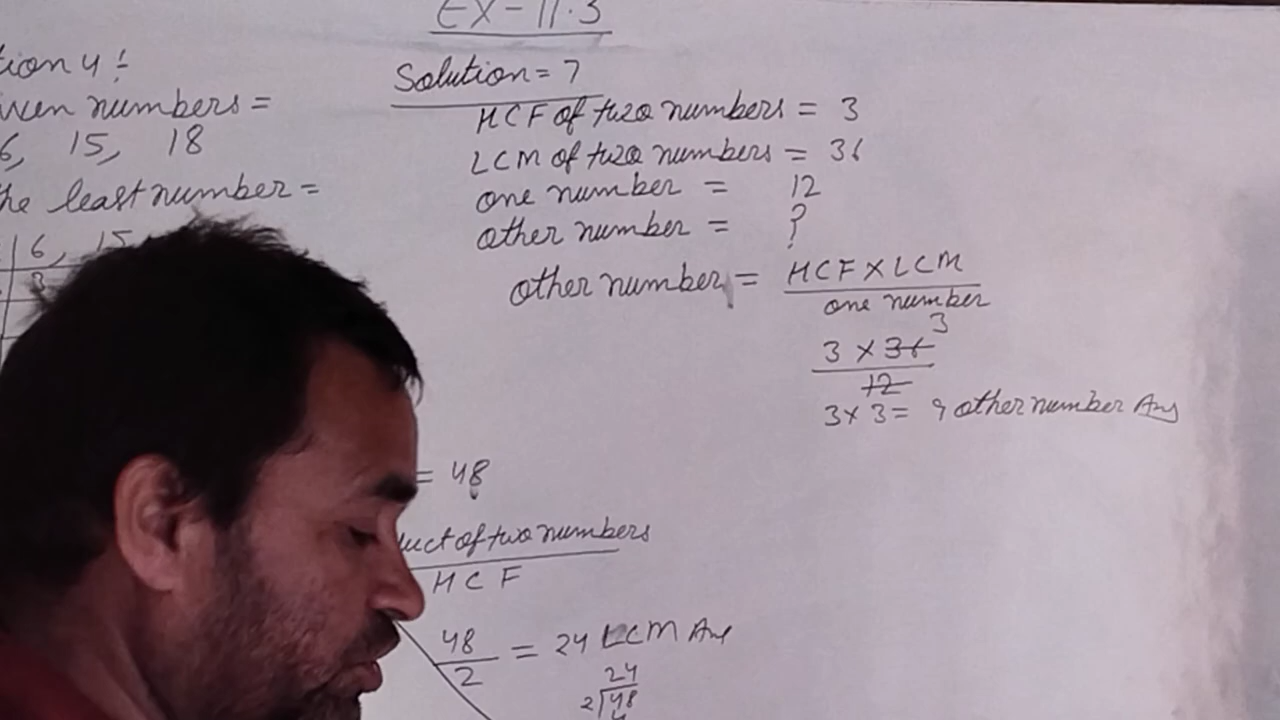 Ex-11.3
tion 4:
iven numbers =
6, 15, 18
he least number =
6, 15
3
Solution = 7
HCF of two numbers = 3
LCM of two numbers = 36
one number = 12
other number = ?
other number = HCF X LCM
one number
3
3 X 36
12
3 x 3 = 9 other number Ans
= 48
uct of two numbers
HCF
48 = 24 LCM Ans
2
24
2 48
4